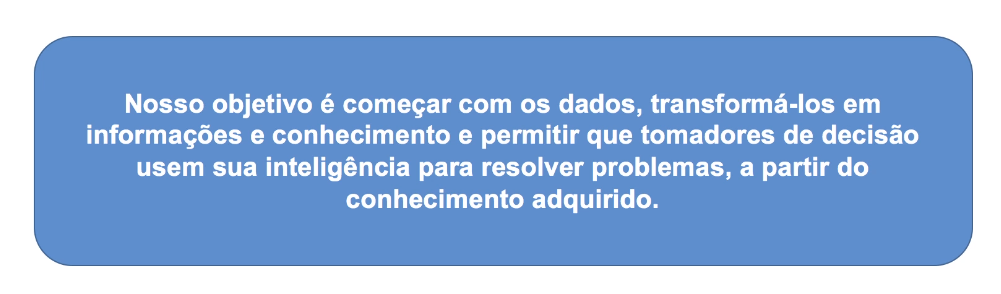 Nosso objetivo é começar com os dados, transformá-los em
informações e conhecimento e permitir que tomadores de decisão
usem sua inteligência para resolver problemas, a partir do
conhecimento adquirido.